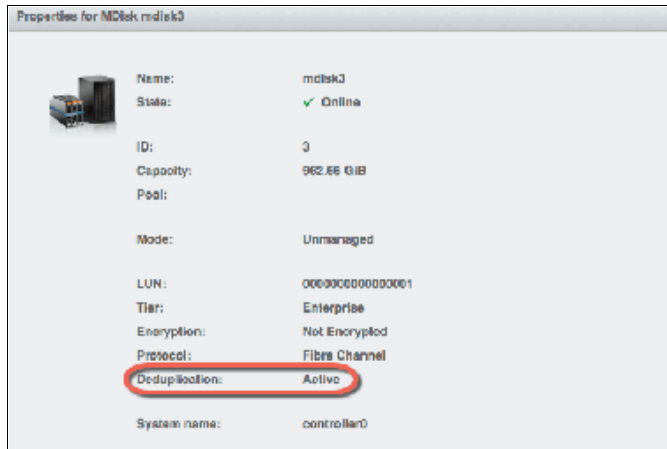 Properties for MDisk mdisk3
Name: mdisk3
State: ✓ Online
ID: 3
Capacity: 962.66 GiB
Pool:
Mode: Unmanaged
LUN: 0000000000000001
Tier: Enterprise
Encryption: Not Encrypted
Protocol: Fibre Channel
Deduplication: Active
System name: controller0